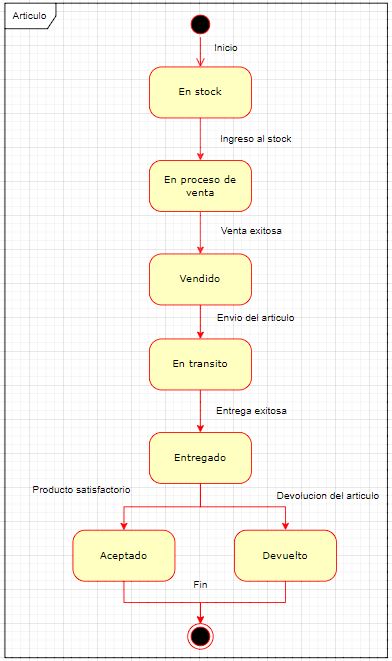 Articulo
Inicio
En stock
Ingreso al stock
En proceso de
venta
Venta exitosa
Vendido
Envio del articulo
En transito
Entrega exitosa
Entregado
Producto satisfactorio
Devolucion del articulo
Aceptado
Devuelto
Fin